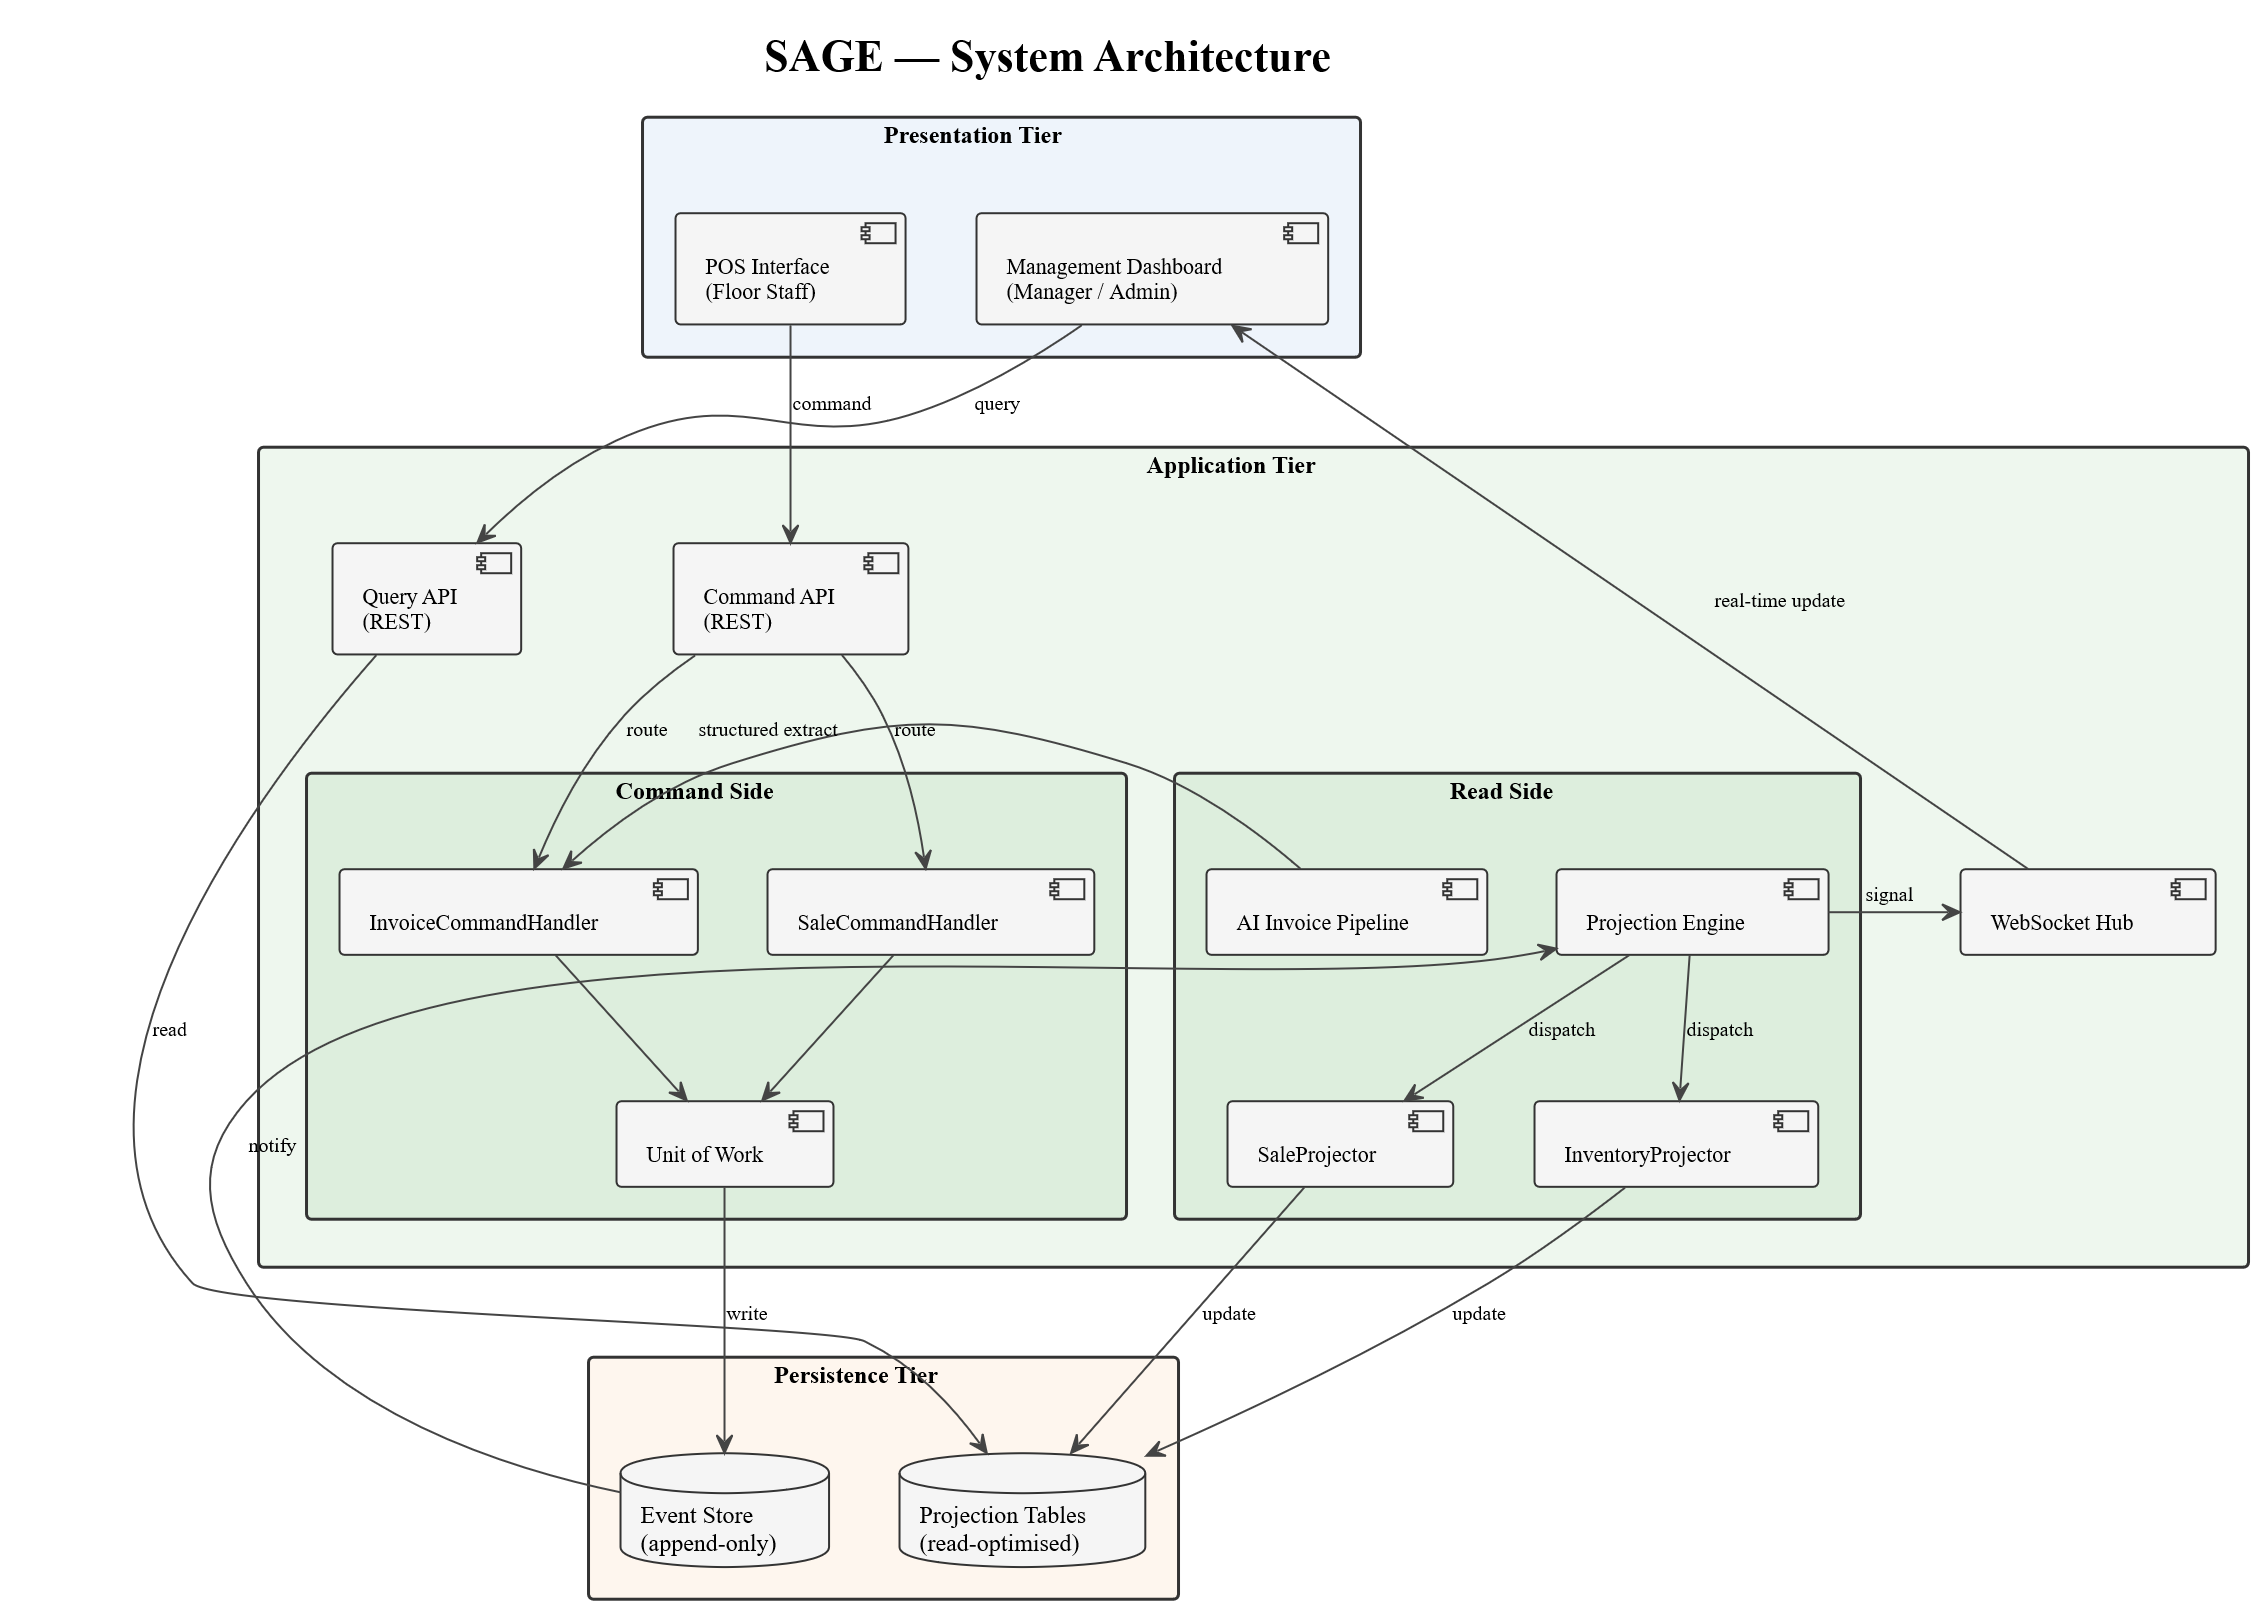 SAGE — System Architecture
Presentation Tier
POS Interface
(Floor Staff)
Management Dashboard
(Manager / Admin)
command
query
Application Tier
Query API
(REST)
Command API
(REST)
real-time update
route
structured extract
route
Command Side
Read Side
InvoiceCommandHandler
SaleCommandHandler
AI Invoice Pipeline
Projection Engine
signal
WebSocket Hub
read
dispatch
dispatch
notify
Unit of Work
SaleProjector
InventoryProjector
write
update
update
Persistence Tier
Event Store
(append-only)
Projection Tables
(read-optimised)